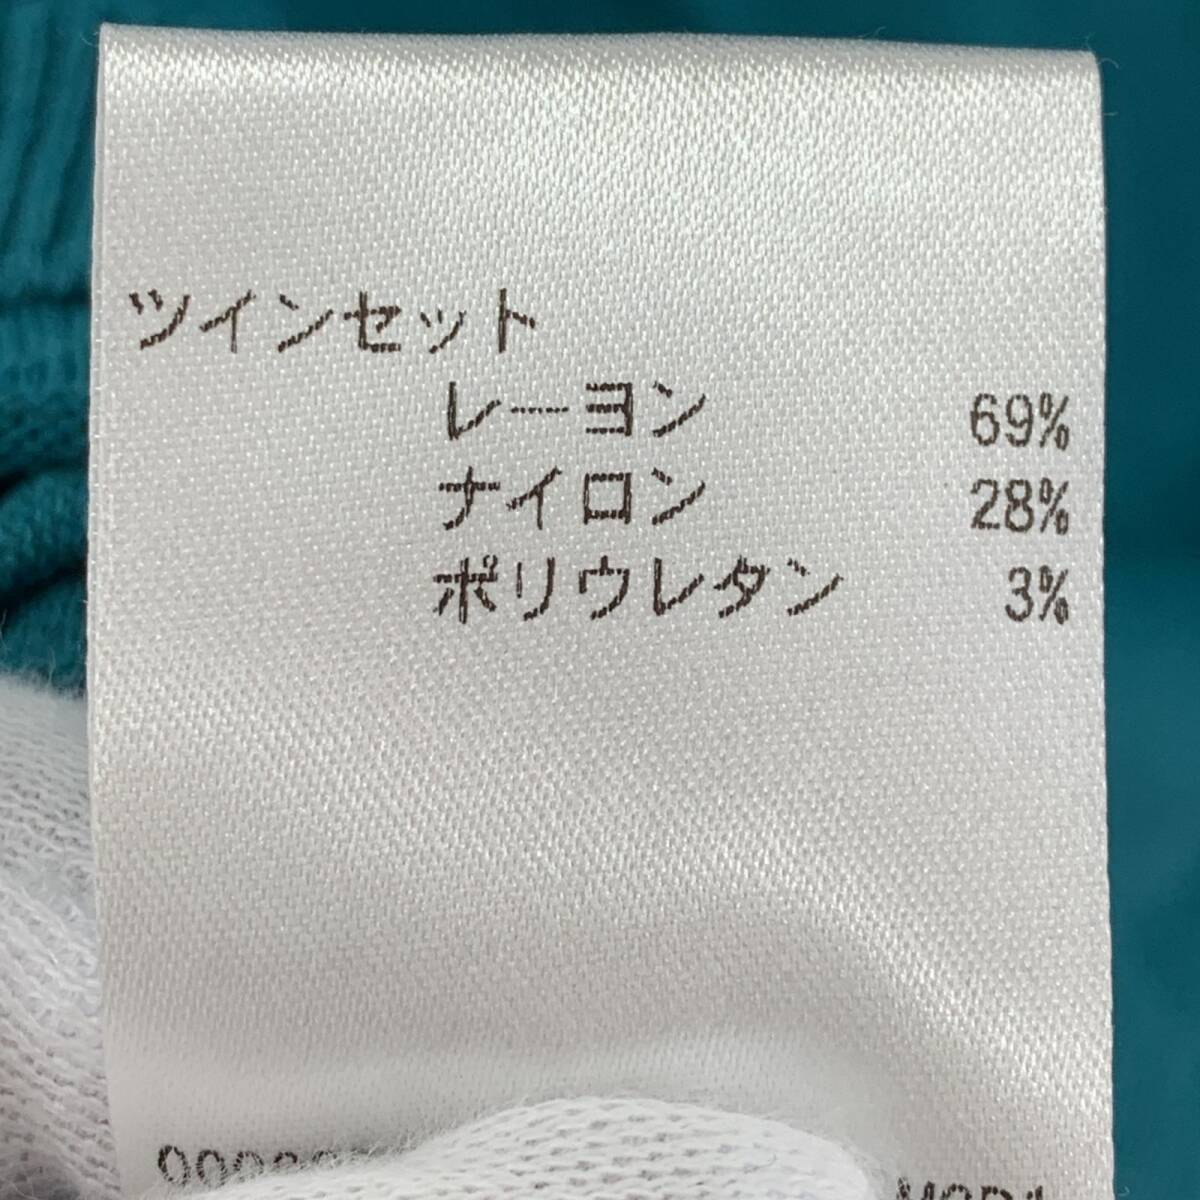 ツインセット
レーヨン 69%
ナイロン 28%
ポリウレタン 3%